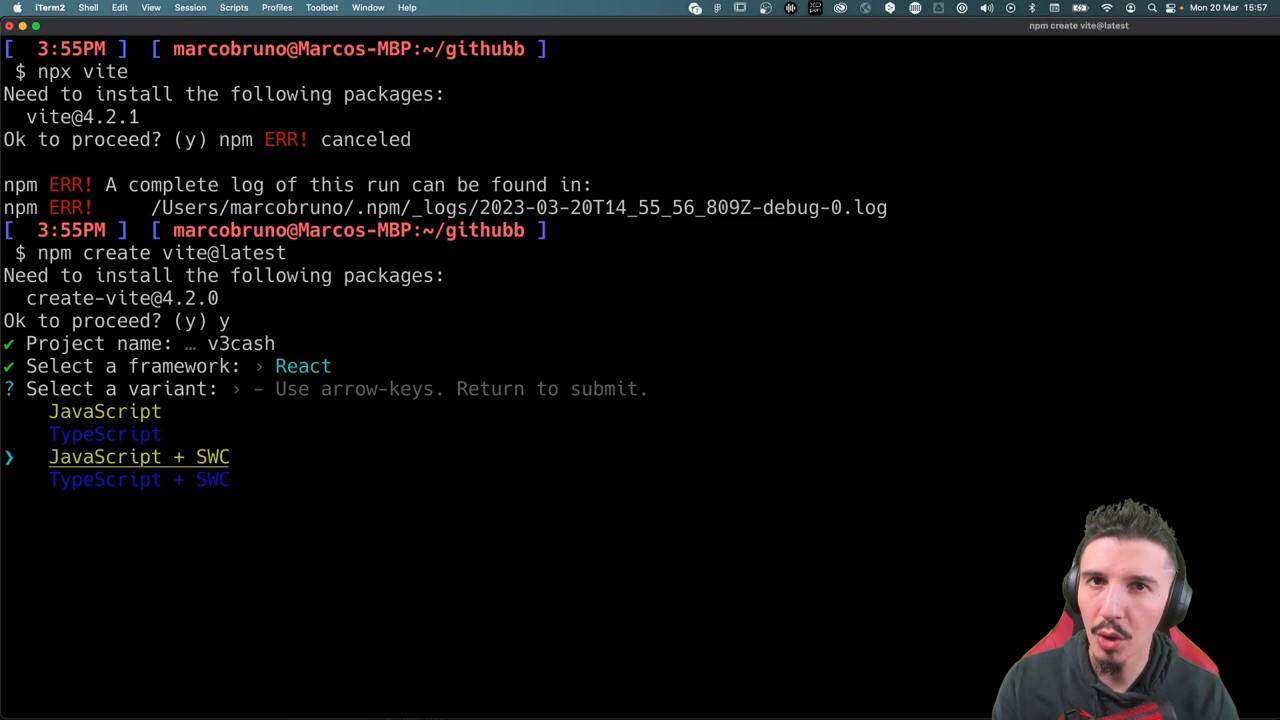 iTerm2 Shell Edit View Session Scripts Profiles Toolbelt Window Help Mon 20 Mar 15:57
npm create vite@latest
[ 3:55PM ] [ marcobruno@Marcos-MBP:~/githubb ]
$ npx vite
Need to install the following packages:
vite@4.2.1
Ok to proceed? (y) npm ERR! canceled
npm ERR! A complete log of this run can be found in:
npm ERR! /Users/marcobruno/.npm/_logs/2023-03-20T14_55_56_809Z-debug-0.log
[ 3:55PM ] [ marcobruno@Marcos-MBP:~/githubb ]
$ npm create vite@latest
Need to install the following packages:
create-vite@4.2.0
Ok to proceed? (y) y
✔ Project name: … v3cash
✔ Select a framework: › React
? Select a variant: › - Use arrow-keys. Return to submit.
JavaScript
TypeScript
❯ JavaScript + SWC
TypeScript + SWC